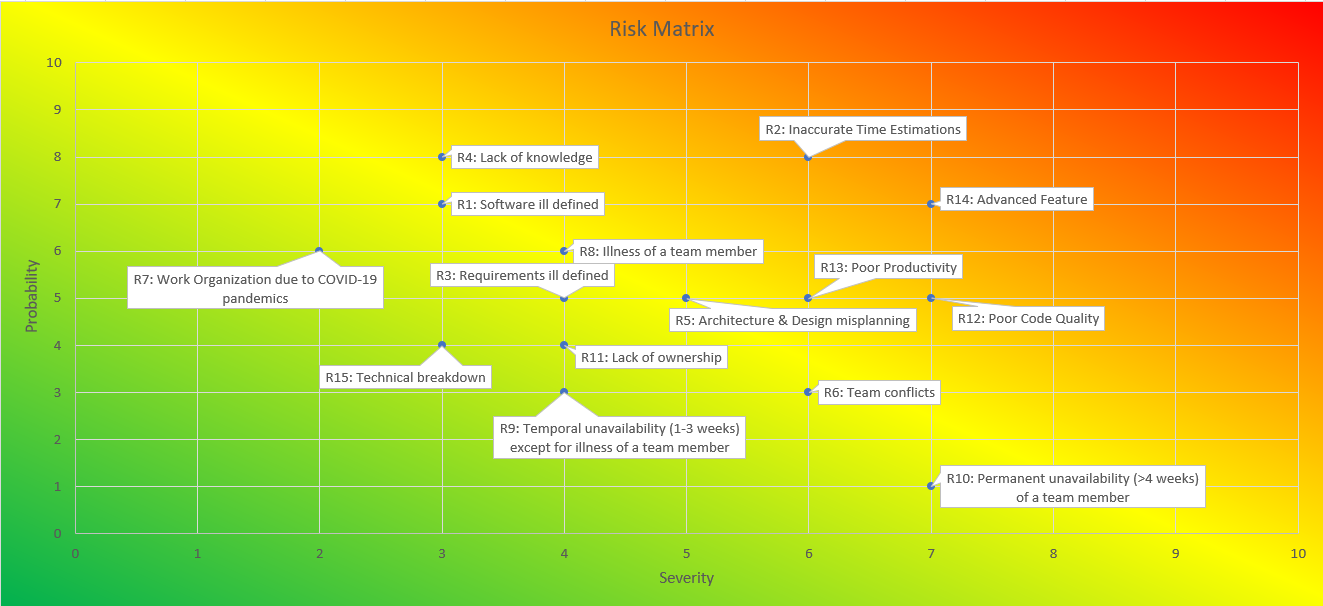 Risk Matrix
Probability
10
9
8
7
6
5
4
3
2
1
0
R2: Inaccurate Time Estimations
R4: Lack of knowledge
R14: Advanced Feature
R1: Software ill defined
R8: Illness of a team member
R13: Poor Productivity
R3: Requirements ill defined
R7: Work Organization due to COVID-19
pandemics
R12: Poor Code Quality
R5: Architecture & Design misplanning
R11: Lack of ownership
R15: Technical breakdown
R6: Team conflicts
R9: Temporal unavailability (1-3 weeks)
except for illness of a team member
R10: Permanent unavailability (>4 weeks)
of a team member
0 1 2 3 4 5 6 7 8 9 10
Severity